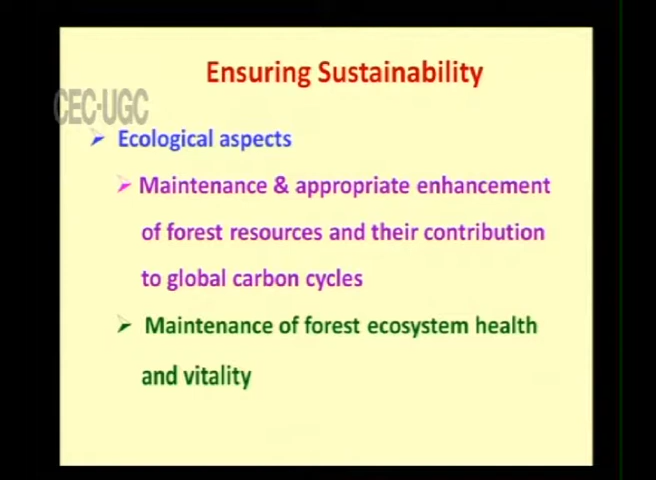 Ensuring Sustainability
CEC-UGC
Ecological aspects
Maintenance & appropriate enhancement
of forest resources and their contribution
to global carbon cycles
Maintenance of forest ecosystem health
and vitality